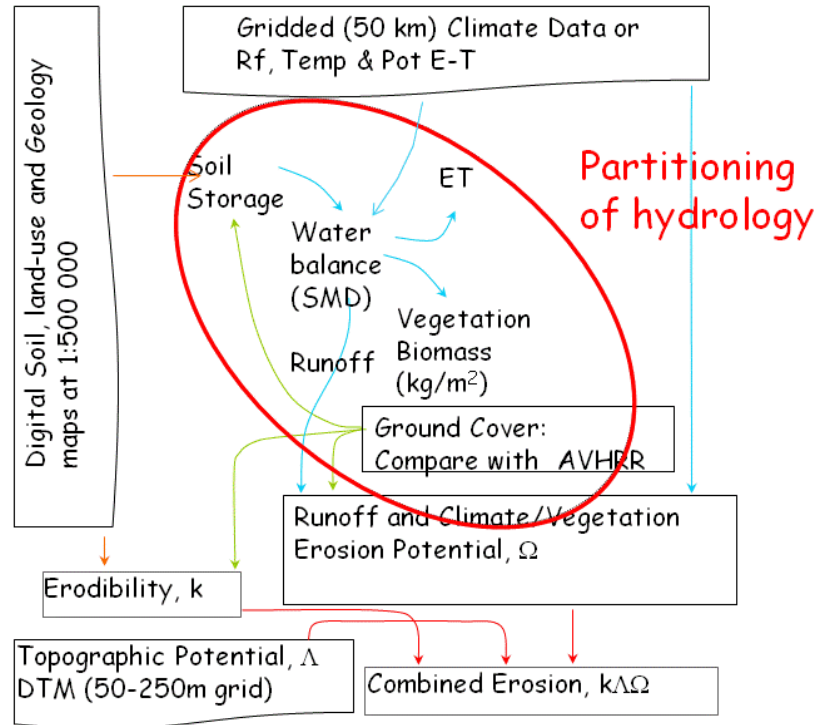 Gridded (50 km) Climate Data or
Rf, Temp & Pot E-T
Digital Soil, land-use and Geology
maps at 1:500 000
Partitioning
of hydrology
Soil
Storage
ET
Water
balance
(SMD)
Vegetation
Biomass
(kg/m²)
Runoff
Ground Cover:
Compare with AVHRR
Runoff and Climate/Vegetation
Erosion Potential, Ω
Erodibility, k
Topographic Potential, Λ
DTM (50-250m grid)
Combined Erosion, kΛΩ